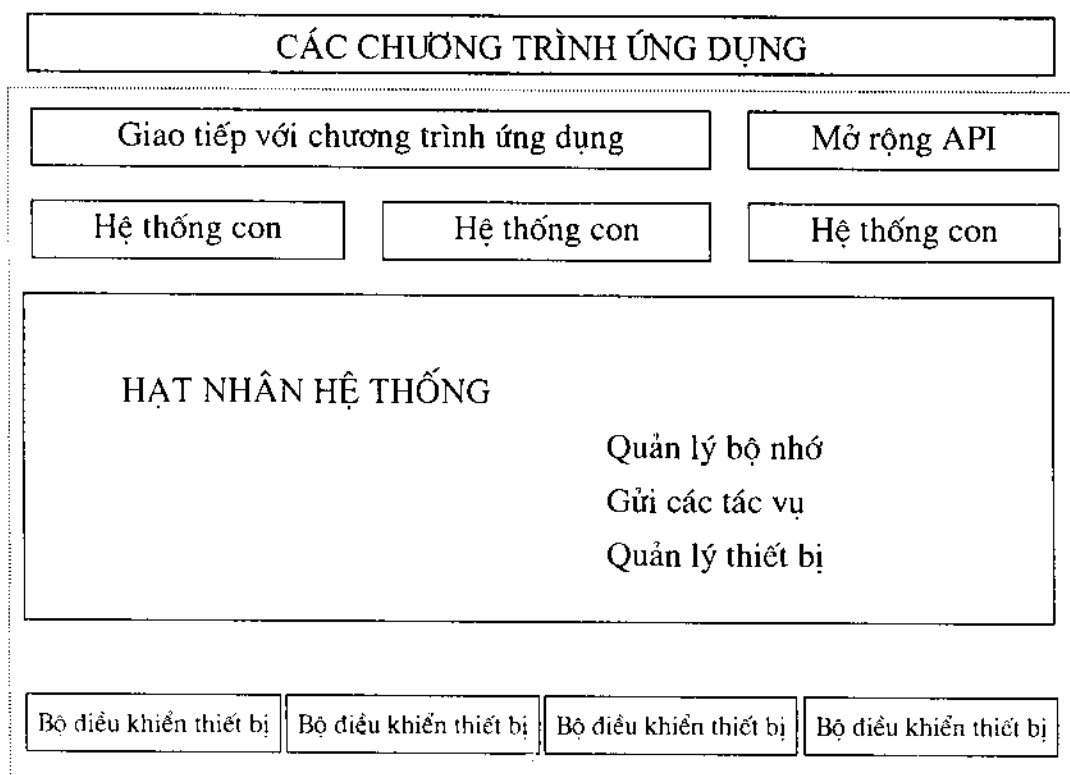 CÁC CHƯƠNG TRÌNH ỨNG DỤNG
Giao tiếp với chương trình ứng dụng
Mở rộng API
Hệ thống con
Hệ thống con
Hệ thống con
HẠT NHÂN HỆ THỐNG
Quản lý bộ nhớ
Gửi các tác vụ
Quản lý thiết bị
Bộ điều khiển thiết bị
Bộ điều khiển thiết bị
Bộ điều khiển thiết bị
Bộ điều khiển thiết bị